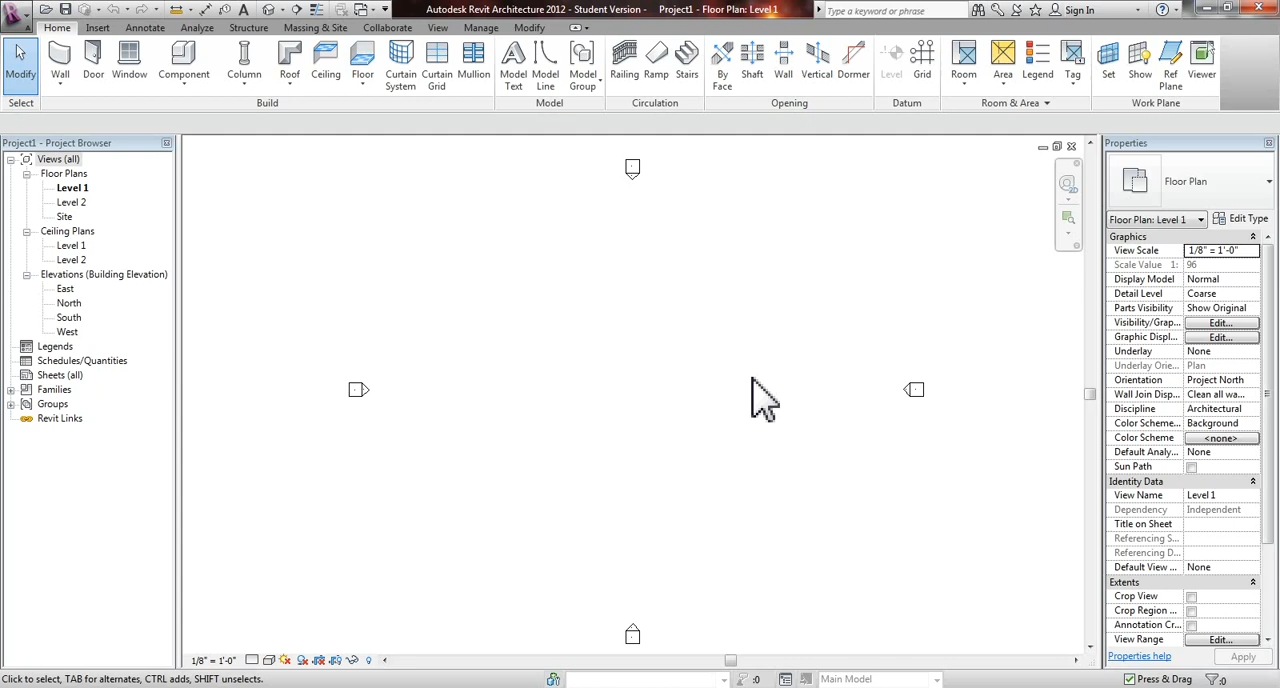 Autodesk Revit Architecture 2012 - Student Version - Project1 - Floor Plan: Level 1
Type a keyword or phrase
Sign In
Home Insert Annotate Analyze Structure Massing & Site Collaborate View Manage Modify
Modify Wall Door Window Component Column Roof Ceiling Floor Curtain System Curtain Grid Mullion Model Text Model Line Model Group Railing Ramp Stairs By Face Shaft Wall Vertical Dormer Level Grid Room Area Legend Tag Set Show Ref Plane Viewer
Select Build Model Circulation Opening Datum Room & Area Work Plane
Project1 - Project Browser
Views (all)
Floor Plans
Level 1
Level 2
Site
Ceiling Plans
Level 1
Level 2
Elevations (Building Elevation)
East
North
South
West
Legends
Schedules/Quantities
Sheets (all)
Families
Groups
Revit Links
Properties
Floor Plan
Floor Plan: Level 1 Edit Type
Graphics
View Scale 1/8" = 1'-0"
Scale Value 1: 96
Display Model Normal
Detail Level Coarse
Parts Visibility Show Original
Visibility/Grap... Edit...
Graphic Displ... Edit...
Underlay None
Underlay Orie... Plan
Orientation Project North
Wall Join Disp... Clean all wa...
Discipline Architectural
Color Scheme... Background
Color Scheme <none>
Default Analy... None
Sun Path
Identity Data
View Name Level 1
Dependency Independent
Title on Sheet
Referencing S...
Referencing D...
Default View ... None
Extents
Crop View
Crop Region ...
Annotation Cr...
View Range Edit...
Properties help Apply
1/8" = 1'-0"
Click to select, TAB for alternates, CTRL adds, SHIFT unselects.
:0
Main Model
Press & Drag
:0